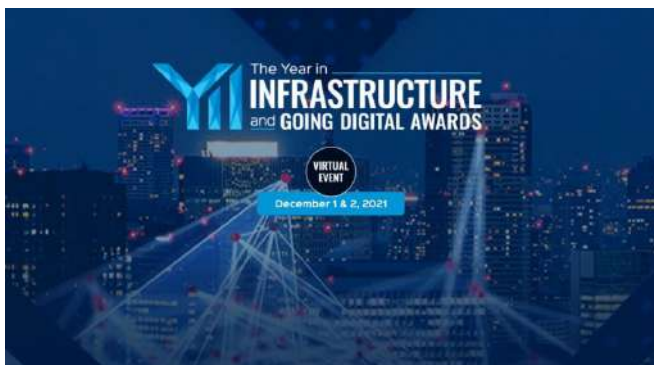 YII
The Year in
INFRASTRUCTURE
and GOING DIGITAL AWARDS
VIRTUAL
EVENT
December 1 & 2, 2021